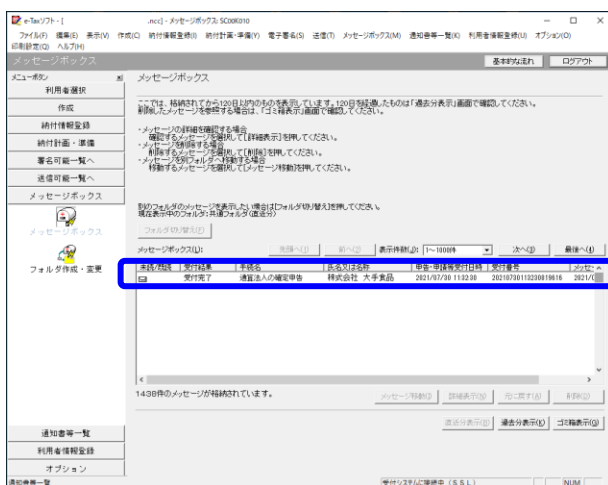 e-Taxソフト - [ .ncc] - メッセージボックス: SC00K010
ファイル(F) 編集(E) 表示(V) 作成(C) 納付情報登録(I) 納付計画・準備(Y) 電子署名(S) 送信(T) メッセージボックス(M) 通知書等一覧(K) 利用者情報登録(U) オプション(O)
印刷設定(Q) ヘルプ(H)
メッセージボックス 基本的な流れ ログアウト
メニューボタン
利用者選択
作成
納付情報登録
納付計画・準備
署名可能一覧へ
送信可能一覧へ
メッセージボックス
メッセージボックス
フォルダ作成・変更
通知書等一覧
利用者情報登録
オプション
メッセージボックス
ここでは、格納されてから120日以内のものを表示しています。120日を経過したものは「過去分表示」画面で確認してください。
削除したメッセージを参照する場合は、「ゴミ箱表示」画面で確認してください。
・メッセージの詳細を確認する場合
確認するメッセージを選択して[詳細表示]を押してください。
・メッセージを削除する場合
削除するメッセージを選択して[削除]を押してください。
・メッセージを別フォルダへ移動する場合
移動するメッセージを選択して[メッセージ移動]を押してください。
別のフォルダのメッセージを表示したい場合は[フォルダ切り替え]を押してください。
現在表示中のフォルダ:共通フォルダ(直近分)
フォルダ切り替え(F)
メッセージボックス(L): 先頭へ(J) 前へ(Z) 表示件数(J): 1~1000件 次へ(Q) 最後へ(4)
未読/既読 受付結果 手続名 氏名又は名称 申告・申請等受付日時 受付番号 メッセ
受付完了 通算法人の確定申告 株式会社 大手食品 2021/07/30 11:32:30 20210730113230819616 2021/0
1438件のメッセージが格納されています。
メッセージ移動(I) 詳細表示(N) 元に戻す(A) 削除(D)
直近分表示(R) 過去分表示(K) ゴミ箱表示(G)
通知書等一覧 受付システムに接続中 (SSL) NUM